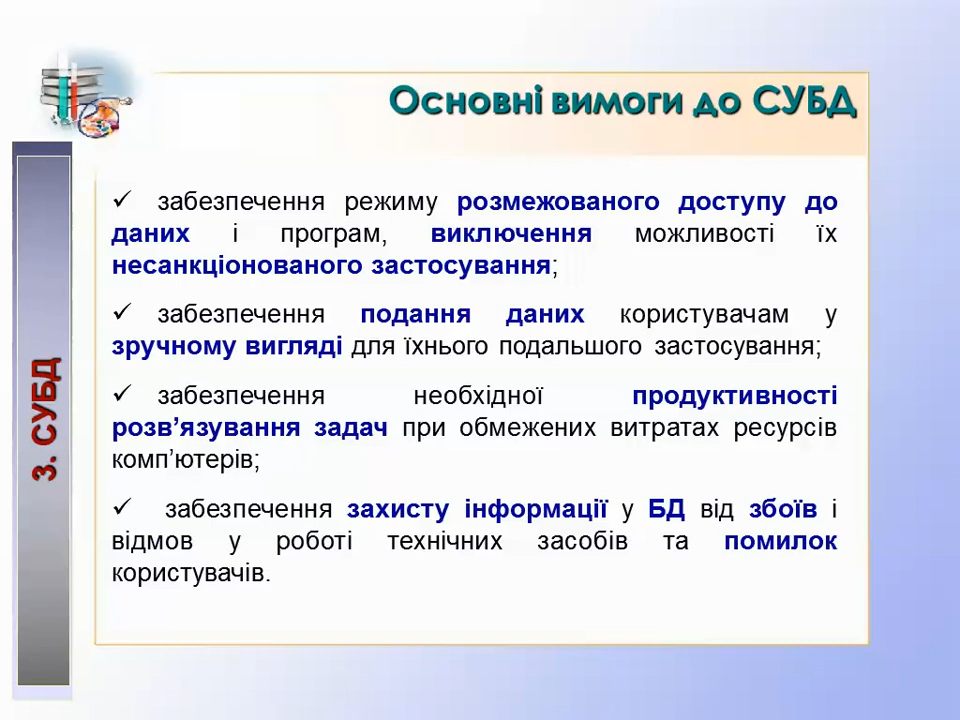 Основні вимоги до СУБД
3. СУБД
✓ забезпечення режиму розмежованого доступу до
даних і програм, виключення можливості їх
несанкціонованого застосування;
✓ забезпечення подання даних користувачам у
зручному вигляді для їхнього подальшого застосування;
✓ забезпечення необхідної продуктивності
розв’язування задач при обмежених витратах ресурсів
комп’ютерів;
✓ забезпечення захисту інформації у БД від збоїв і
відмов у роботі технічних засобів та помилок
користувачів.